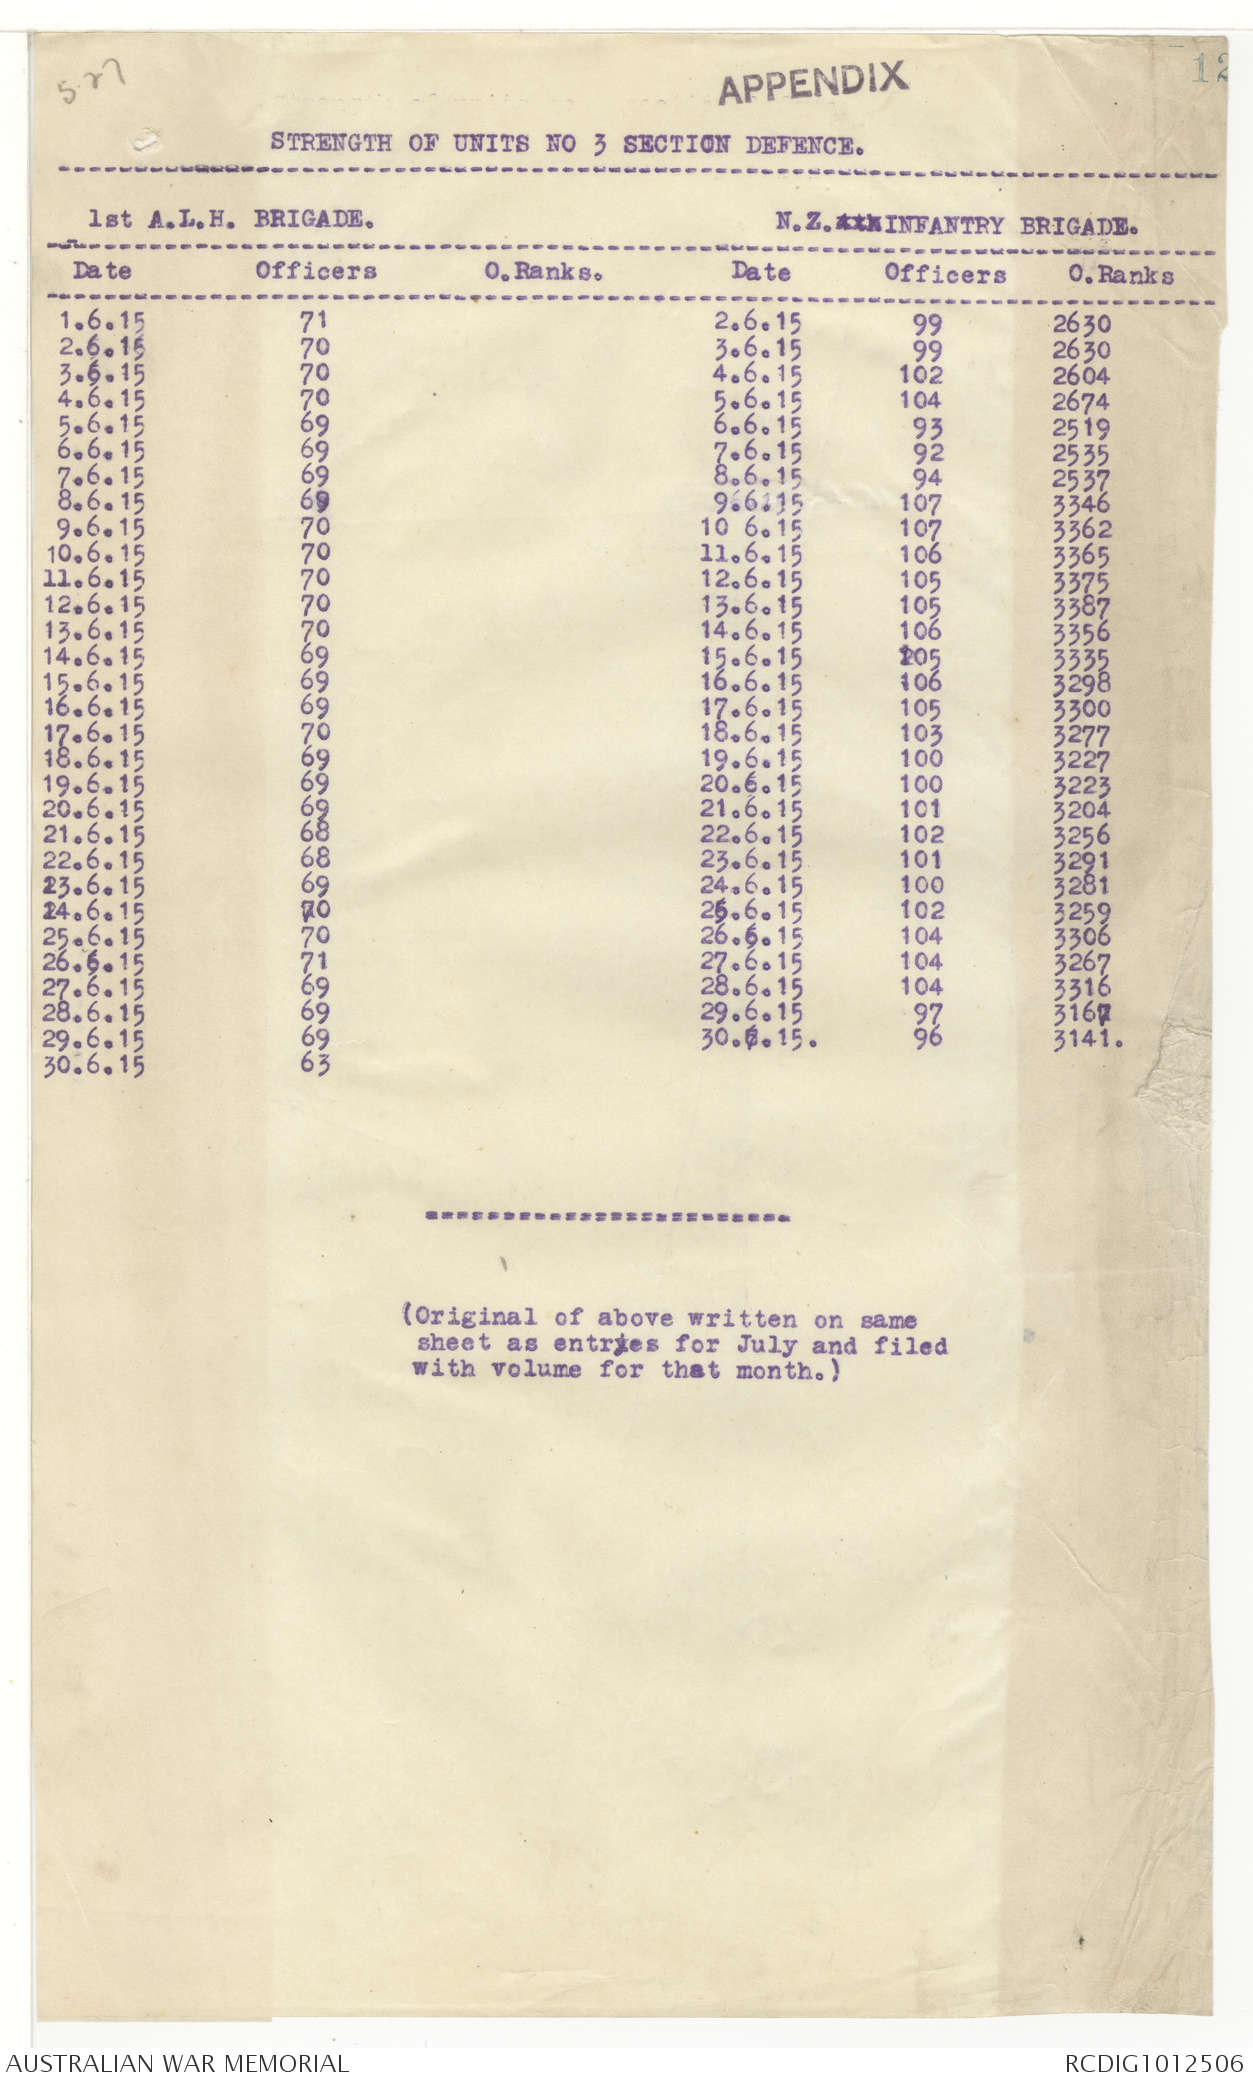 527
APPENDIX
12
STRENGTH OF UNITS NO 3 SECTION DEFENCE.
1st A.L.H. BRIGADE. N.Z. INFANTRY BRIGADE.
Date Officers O.Ranks. Date Officers O.Ranks
1.6.15 71 2.6.15 99 2630
2.6.15 70 3.6.15 99 2630
3.6.15 70 4.6.15 102 2604
4.6.15 70 5.6.15 104 2674
5.6.15 69 6.6.15 93 2519
6.6.15 69 7.6.15 92 2535
7.6.15 69 8.6.15 94 2537
8.6.15 69 9.6.15 107 3346
9.6.15 70 10 6.15 107 3362
10.6.15 70 11.6.15 106 3365
11.6.15 70 12.6.15 105 3375
12.6.15 70 13.6.15 105 3387
13.6.15 70 14.6.15 106 3356
14.6.15 69 15.6.15 105 3335
15.6.15 69 16.6.15 106 3298
16.6.15 69 17.6.15 105 3300
17.6.15 70 18.6.15 103 3277
18.6.15 69 19.6.15 100 3227
19.6.15 69 20.6.15 100 3223
20.6.15 69 21.6.15 101 3204
21.6.15 68 22.6.15 102 3256
22.6.15 68 23.6.15 101 3291
23.6.15 69 24.6.15 100 3281
24.6.15 70 25.6.15 102 3259
25.6.15 70 26.6.15 104 3306
26.6.15 71 27.6.15 104 3267
27.6.15 69 28.6.15 104 3316
28.6.15 69 29.6.15 97 3167
29.6.15 69 30.6.15. 96 3141.
30.6.15 63
(Original of above written on same
sheet as entries for July and filed
with volume for that month.)
AUSTRALIAN WAR MEMORIAL RCDIG1012506